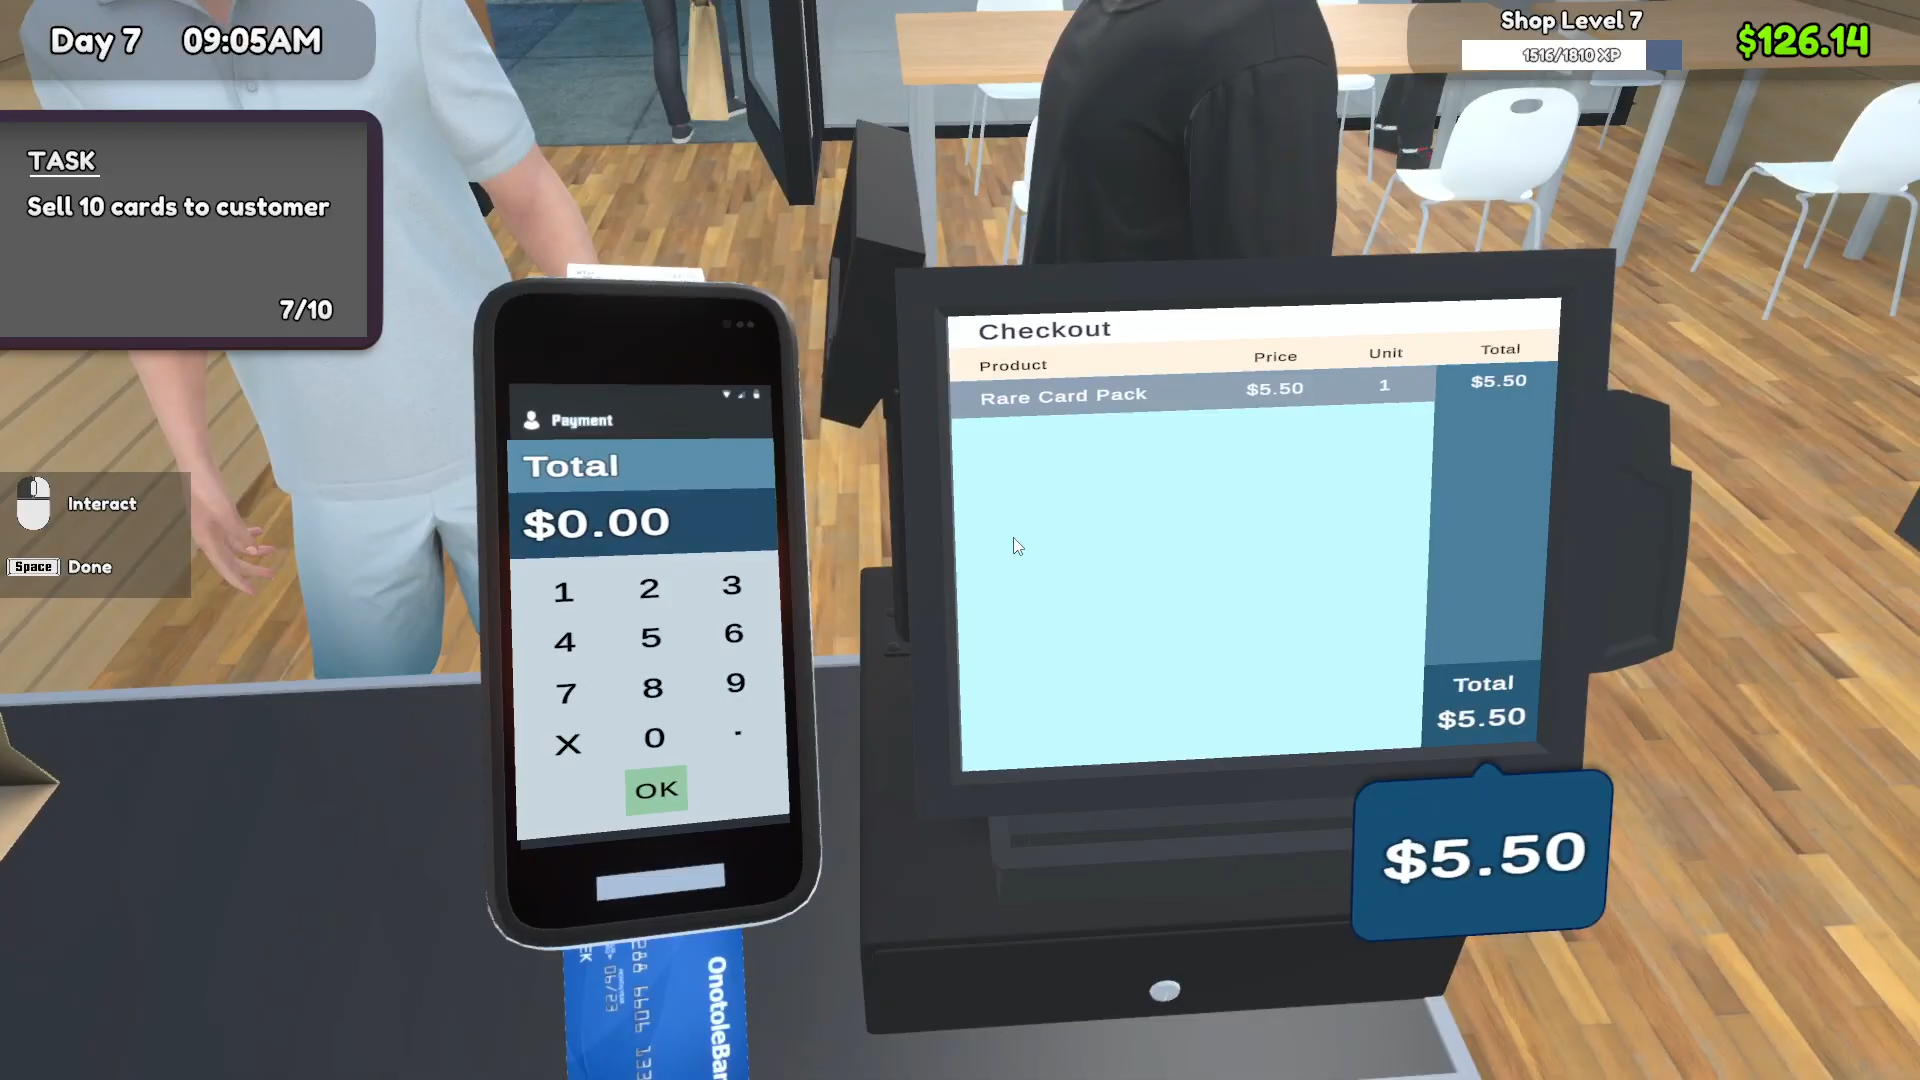 Day 7 09:05AM
Shop Level 7
1516/1810 XP
$126.14
TASK
Sell 10 cards to customer
7/10
Interact
Space Done
Payment
Total
$0.00
1 2 3
4 5 6
7 8 9
X 0 .
OK
Checkout
Product Price Unit Total
Rare Card Pack $5.50 1 $5.50
Total
$5.50
$5.50
06/23